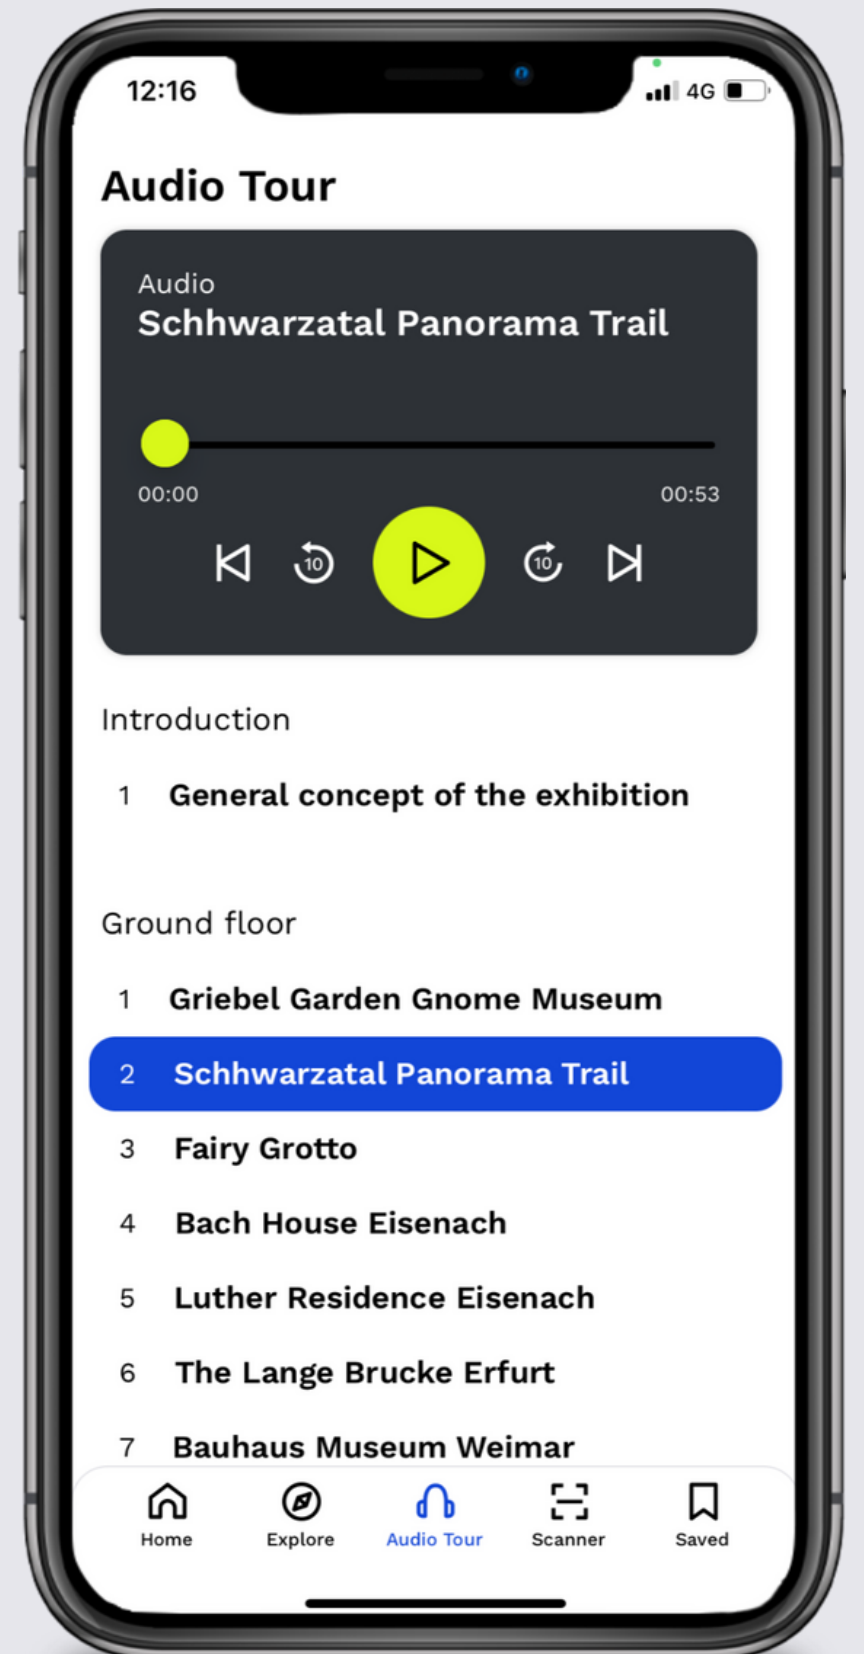 12:16
4G
Audio Tour
Audio
Schhwarzatal Panorama Trail
00:00
00:53
10
10
Introduction
1 General concept of the exhibition
Ground floor
1 Griebel Garden Gnome Museum
2 Schhwarzatal Panorama Trail
3 Fairy Grotto
4 Bach House Eisenach
5 Luther Residence Eisenach
6 The Lange Brucke Erfurt
7 Bauhaus Museum Weimar
Home
Explore
Audio Tour
Scanner
Saved